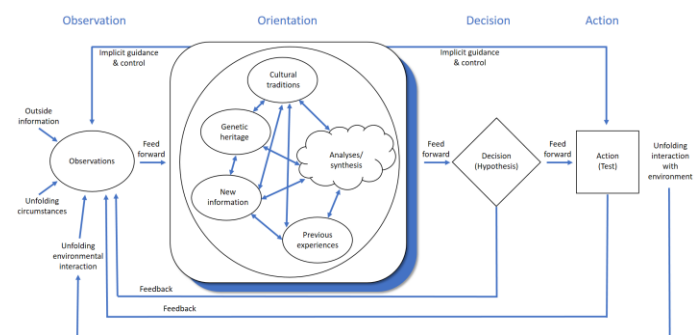 Observation
Orientation
Decision
Action
Implicit guidance
& control
Implicit guidance
& control
Cultural
traditions
Outside
information
Genetic
heritage
Observations
Feed
forward
Analyses/
synthesis
Feed
forward
Decision
(Hypothesis)
Feed
forward
Action
(Test)
Unfolding
interaction
with
environment
New
information
Unfolding
circumstances
Previous
experiences
Unfolding
environmental
interaction
Feedback
Feedback